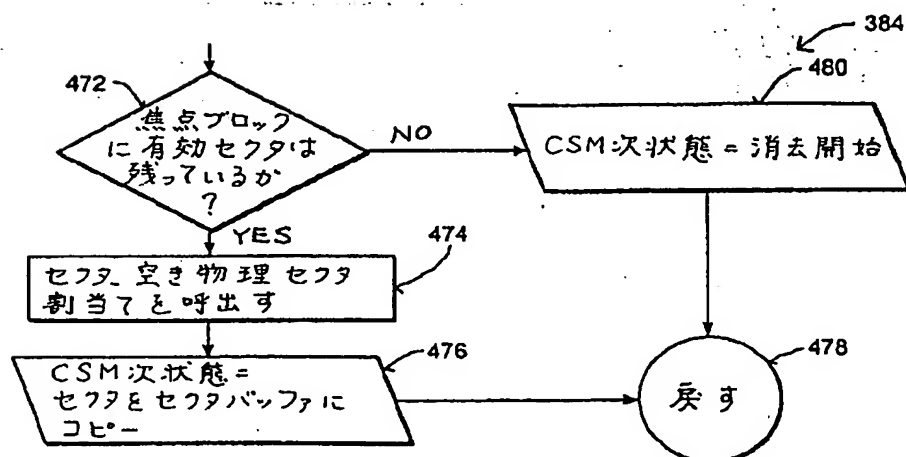 384
472
480
焦点ブロック
に有効セクタは
残っているか
?
NO
CSM次状態=消去開始
YES
474
セクタ_空き物理セクタ
割当てを呼出す
476
CSM次状態=
セクタをセクタバッファに
コピー
478
戻す